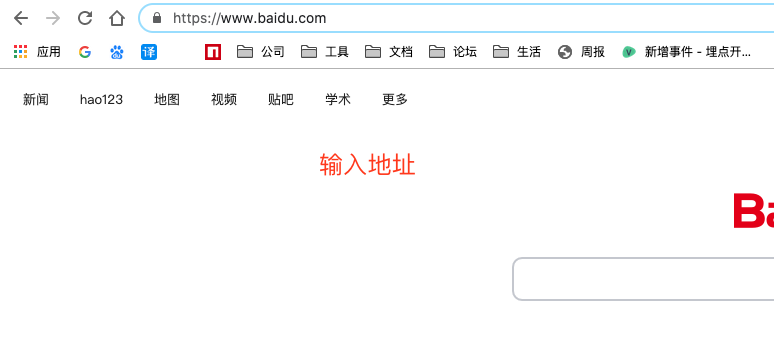 https://www.baidu.com
应用 译 公司 工具 文档 论坛 生活 周报 新增事件 - 埋点开...
新闻 hao123 地图 视频 贴吧 学术 更多
输入地址
Ba